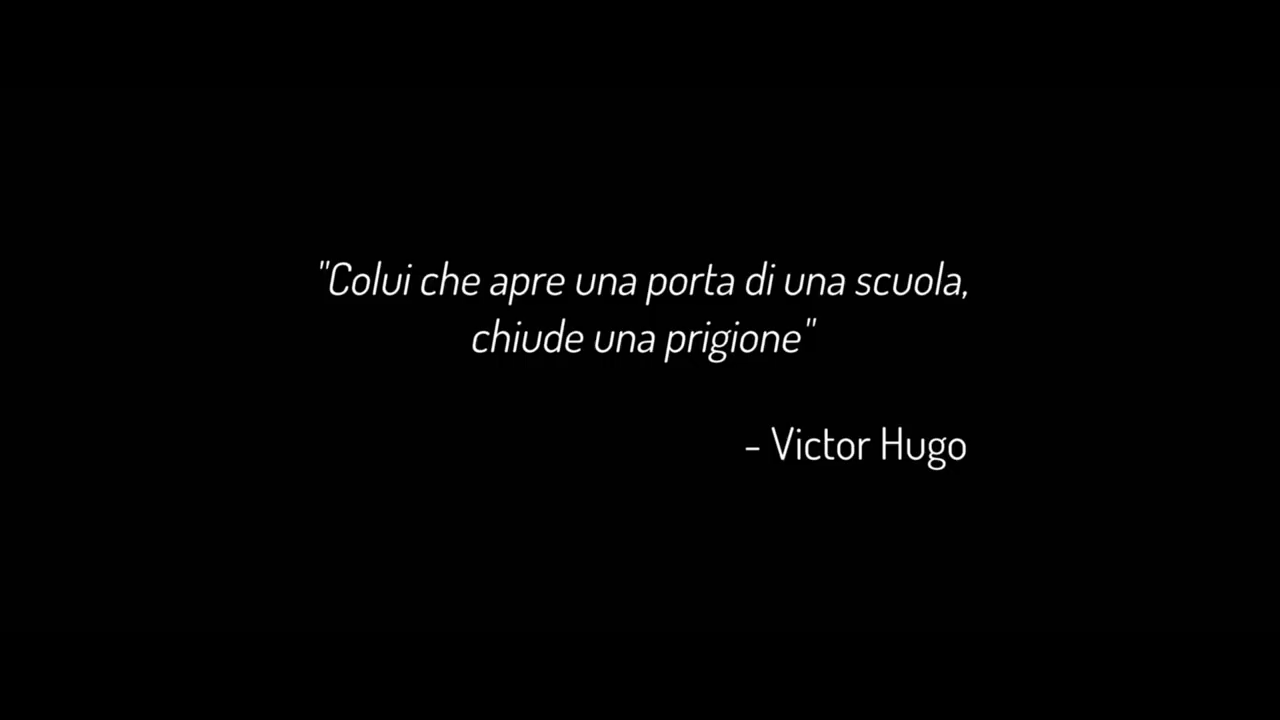 "Colui che apre una porta di una scuola,
chiude una prigione"
- Victor Hugo